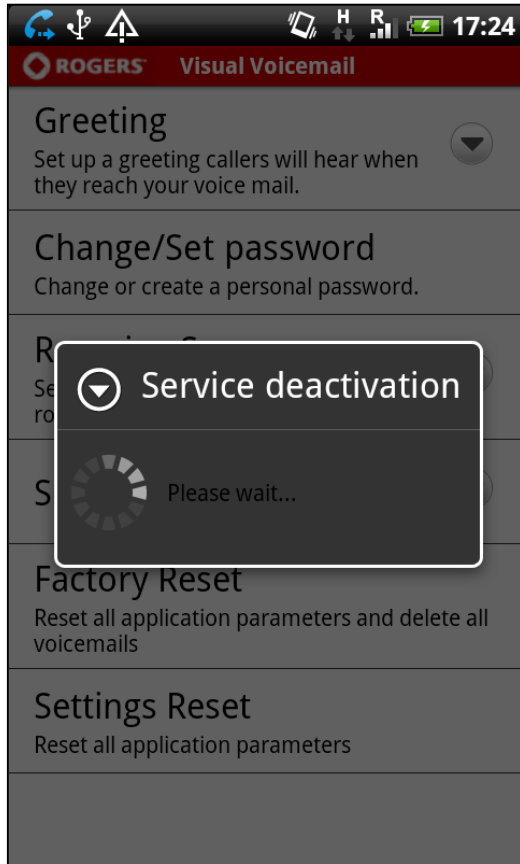 H R 17:24
ROGERS Visual Voicemail
Greeting
Set up a greeting callers will hear when
they reach your voice mail.
Change/Set password
Change or create a personal password.
Service deactivation
Please wait...
Factory Reset
Reset all application parameters and delete all
voicemails
Settings Reset
Reset all application parameters